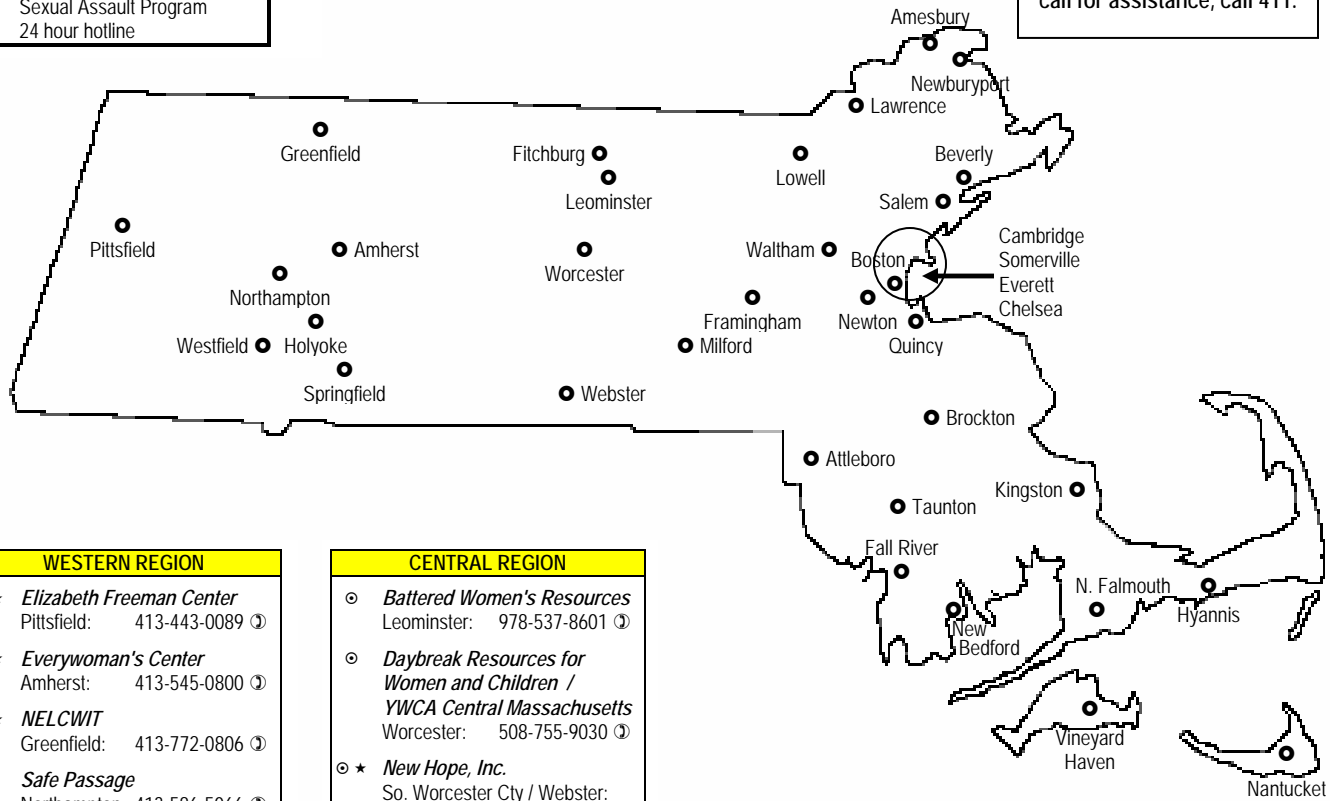 Sexual Assault Program
24 hour hotline
call for assistance, call 411.
Amesbury
Newburyport
Lawrence
Greenfield
Fitchburg
Lowell
Beverly
Leominster
Salem
Pittsfield
Amherst
Worcester
Waltham
Boston
Cambridge
Somerville
Everett
Chelsea
Northampton
Framingham
Newton
Quincy
Westfield
Holyoke
Milford
Springfield
Webster
Brockton
Attleboro
Kingston
Taunton
Fall River
N. Falmouth
Hyannis
New
Bedford
Vineyard
Haven
Nantucket
WESTERN REGION
Elizabeth Freeman Center
Pittsfield: 413-443-0089
Everywoman's Center
Amherst: 413-545-0800
NELCWIT
Greenfield: 413-772-0806
Safe Passage
Northampton: 413-586-5066
CENTRAL REGION
Battered Women's Resources
Leominster: 978-537-8601
Daybreak Resources for
Women and Children /
YWCA Central Massachusetts
Worcester: 508-755-9030
★ New Hope, Inc.
So. Worcester Cty / Webster: